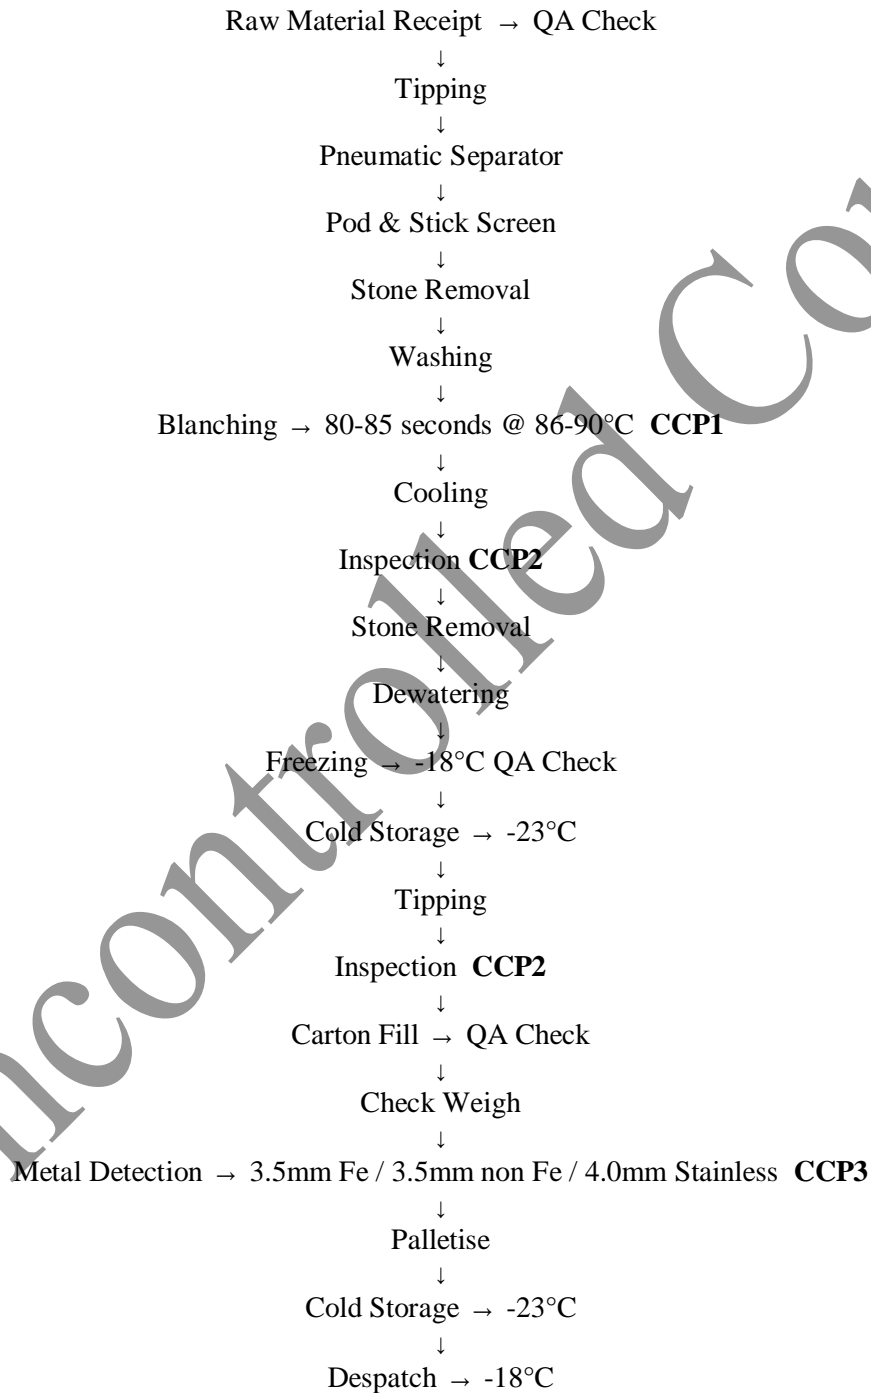 Raw Material Receipt → QA Check
↓
Tipping
↓
Pneumatic Separator
↓
Pod & Stick Screen
↓
Stone Removal
↓
Washing
↓
Blanching → 80-85 seconds @ 86-90°C CCP1
↓
Cooling
↓
Inspection CCP2
↓
Stone Removal
↓
Dewatering
↓
Freezing → -18°C QA Check
↓
Cold Storage → -23°C
↓
Tipping
↓
Inspection CCP2
↓
Carton Fill → QA Check
↓
Check Weigh
↓
Metal Detection → 3.5mm Fe / 3.5mm non Fe / 4.0mm Stainless CCP3
↓
Palletise
↓
Cold Storage → -23°C
↓
Despatch → -18°C